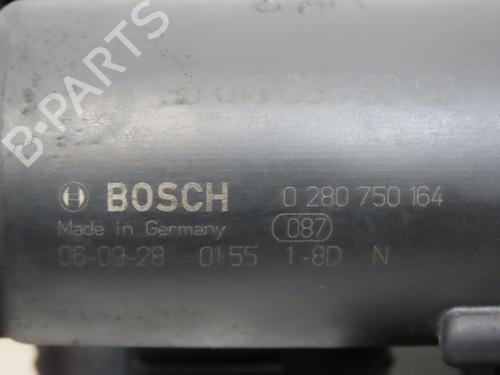 B-PARTS
BOSCH 0 280 750 164
Made in Germany 087
06-09-28 01:55 1-8D N